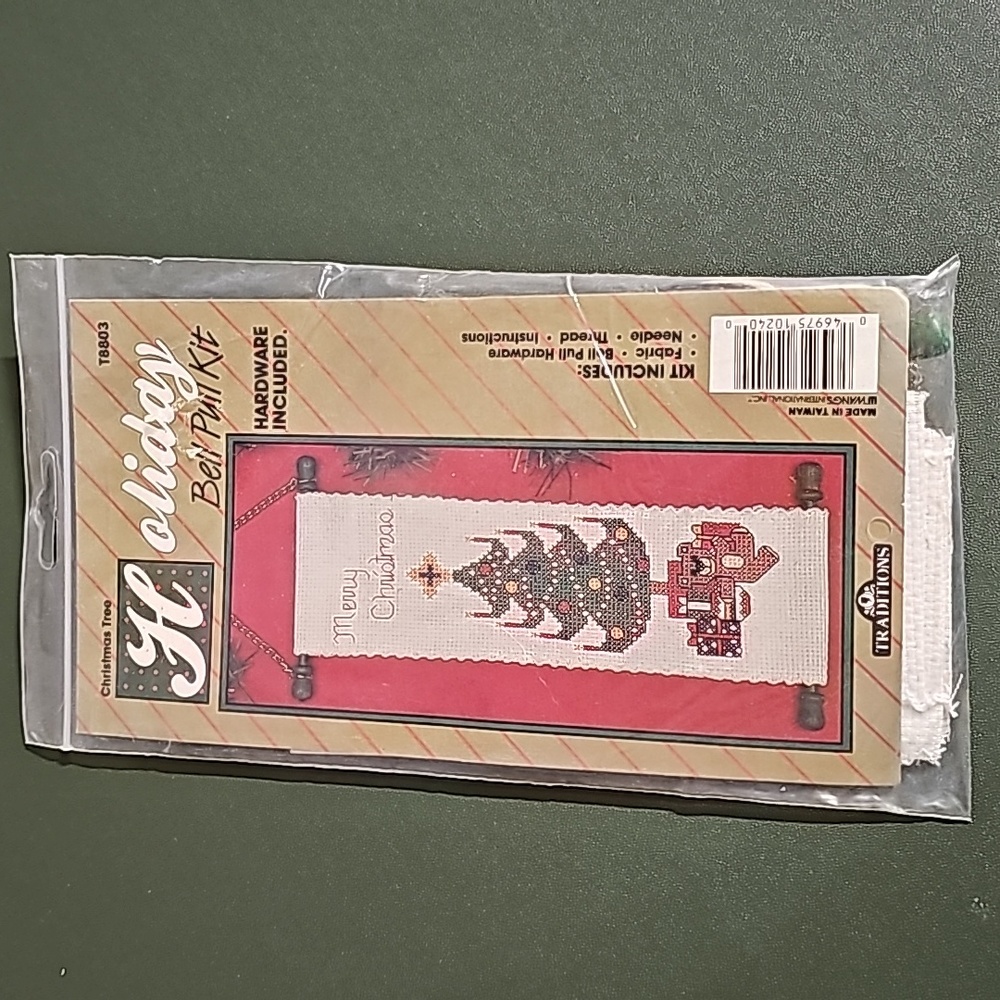 Christmas Tree
T8803
Holiday
Bell Pull Kit
HARDWARE
INCLUDED.
Merry
Christmas
KIT INCLUDES:
• Fabric • Bell Pull Hardware
• Needle • Thread • Instructions
TRADITIONS
MADE IN TAIWAN
WANG'S INTERNATIONAL, INC.
0 46975 10240 0